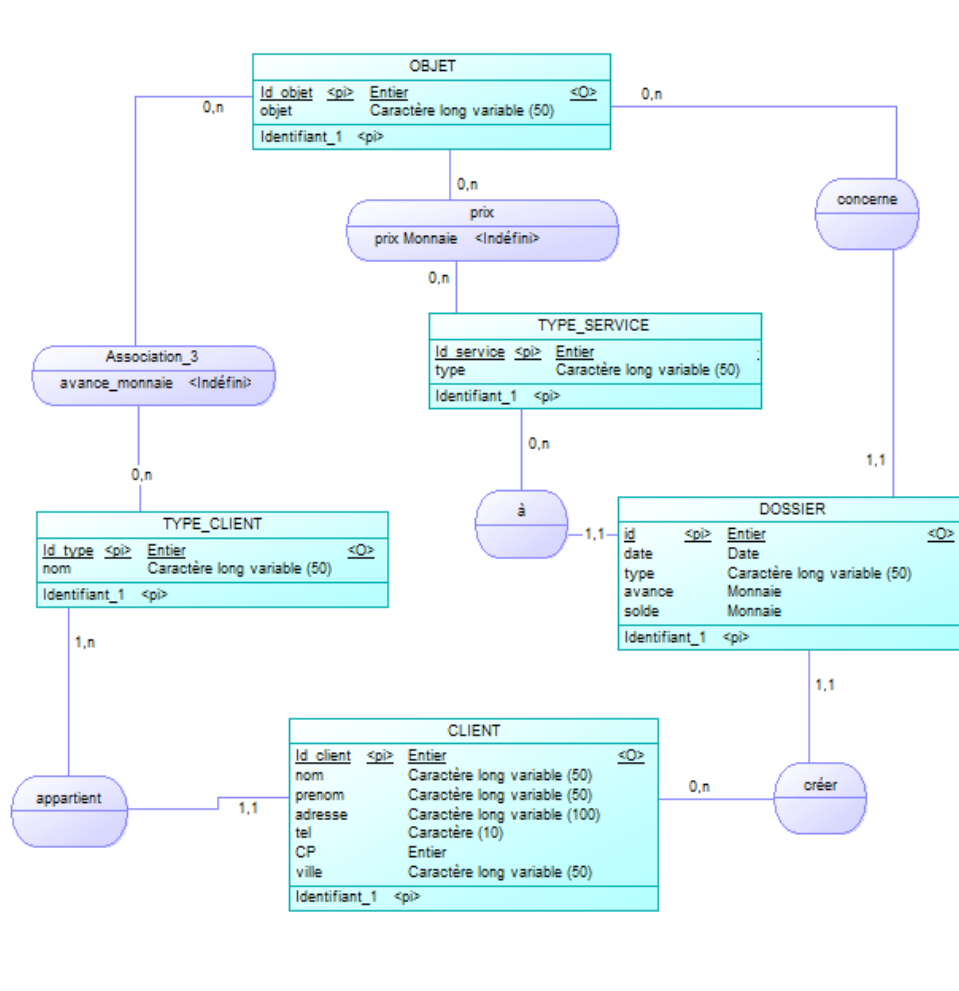 OBJET
Id_objet <pi> Entier <O>
objet Caractère long variable (50)
Identifiant_1 <pi>
0,n
0,n
0,n
prix
prix Monnaie <Indéfini>
0,n
concerne
TYPE_SERVICE
Id_service <pi> Entier
type Caractère long variable (50)
Identifiant_1 <pi>
Association_3
avance_monnaie <Indéfini>
0,n
0,n
1,1
à
1,1
TYPE_CLIENT
Id_type <pi> Entier <O>
nom Caractère long variable (50)
Identifiant_1 <pi>
DOSSIER
id <pi> Entier <O>
date Date
type Caractère long variable (50)
avance Monnaie
solde Monnaie
Identifiant_1 <pi>
1,n
1,1
CLIENT
Id_client <pi> Entier <O>
nom Caractère long variable (50)
prenom Caractère long variable (50)
adresse Caractère long variable (100)
tel Caractère (10)
CP Entier
ville Caractère long variable (50)
Identifiant_1 <pi>
appartient
1,1
0,n
créer